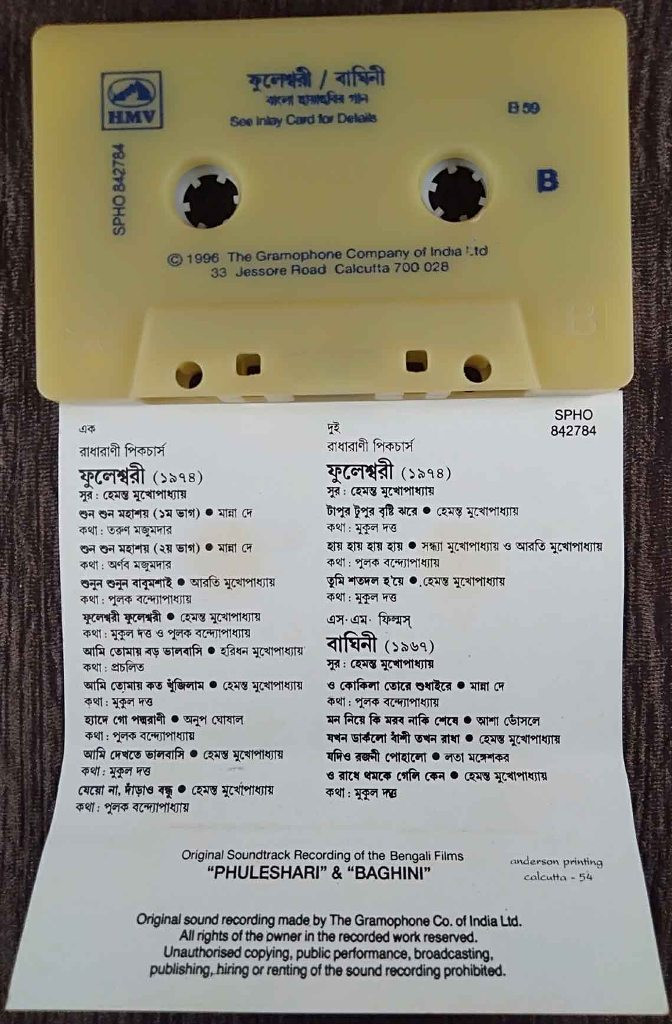 HMV
SPHO 842784
ফুলেশ্বরী / বাঘিনী
বাংলা ছায়াছবির গান
See Inlay Card for Details
B 59
B
© 1996 The Gramophone Company of India Ltd
33 Jessore Road Calcutta 700 028
SPHO
842784
এক
রাধারাণী পিকচার্স
ফুলেশ্বরী (১৯৭৪)
সুর : হেমন্ত মুখোপাধ্যায়
শুন শুন মহাশয় (১ম ভাগ) ● মান্না দে
কথা : তরুণ মজুমদার
শুন শুন মহাশয় (২য় ভাগ) ● মান্না দে
কথা : অর্ণব মজুমদার
শুনুন শুনুন বাবুমশাই ● আরতি মুখোপাধ্যায়
কথা : পুলক বন্দ্যোপাধ্যায়
ফুলেশ্বরী ফুলেশ্বরী ● হেমন্ত মুখোপাধ্যায়
কথা : মুকুল দত্ত ও পুলক বন্দ্যোপাধ্যায়
আমি তোমায় বড় ভালবাসি ● হরিধন মুখোপাধ্যায়
কথা : প্রচলিত
আমি তোমায় কত খুঁজিলাম ● হেমন্ত মুখোপাধ্যায়
কথা : মুকুল দত্ত
হ্যাদে গো পদ্মরাণী ● অনুপ ঘোষাল
কথা : পুলক বন্দ্যোপাধ্যায়
আমি দেখতে ভালবাসি ● হেমন্ত মুখোপাধ্যায়
কথা : মুকুল দত্ত
যেয়ো না, দাঁড়াও বন্ধু ● হেমন্ত মুখোপাধ্যায়
কথা : পুলক বন্দ্যোপাধ্যায়
দুই
রাধারাণী পিকচার্স
ফুলেশ্বরী (১৯৭৪)
সুর : হেমন্ত মুখোপাধ্যায়
টাপুর টুপুর বৃষ্টি ঝরে ● হেমন্ত মুখোপাধ্যায়
কথা : মুকুল দত্ত
হায় হায় হায় হায় ● সন্ধ্যা মুখোপাধ্যায় ও আরতি মুখোপাধ্যায়
কথা : পুলক বন্দ্যোপাধ্যায়
তুমি শতদল হ'য়ে ● হেমন্ত মুখোপাধ্যায়
কথা : মুকুল দত্ত
এস·এম· ফিল্মস্
বাঘিনী (১৯৬৭)
সুর : হেমন্ত মুখোপাধ্যায়
ও কোকিলা তোরে শুধাইরে ● মান্না দে
কথা : মুকুল দত্ত
মন নিয়ে কি মরব নাকি শেষে ● আশা ভোঁসলে
যখন ডাকলো বাঁশী তখন রাধা ● হেমন্ত মুখোপাধ্যায়
যদিও রজনী পোহালো ● লতা মঙ্গেশকর
ও রাধে থমকে গেলি কেন ● হেমন্ত মুখোপাধ্যায়
কথা : মুকুল দত্ত
Original Soundtrack Recording of the Bengali Films
"PHULESHARI" & "BAGHINI"
anderson printing
calcutta - 54
Original sound recording made by The Gramophone Co. of India Ltd.
All rights of the owner in the recorded work reserved.
Unauthorised copying, public performance, broadcasting,
publishing, hiring or renting of the sound recording prohibited.